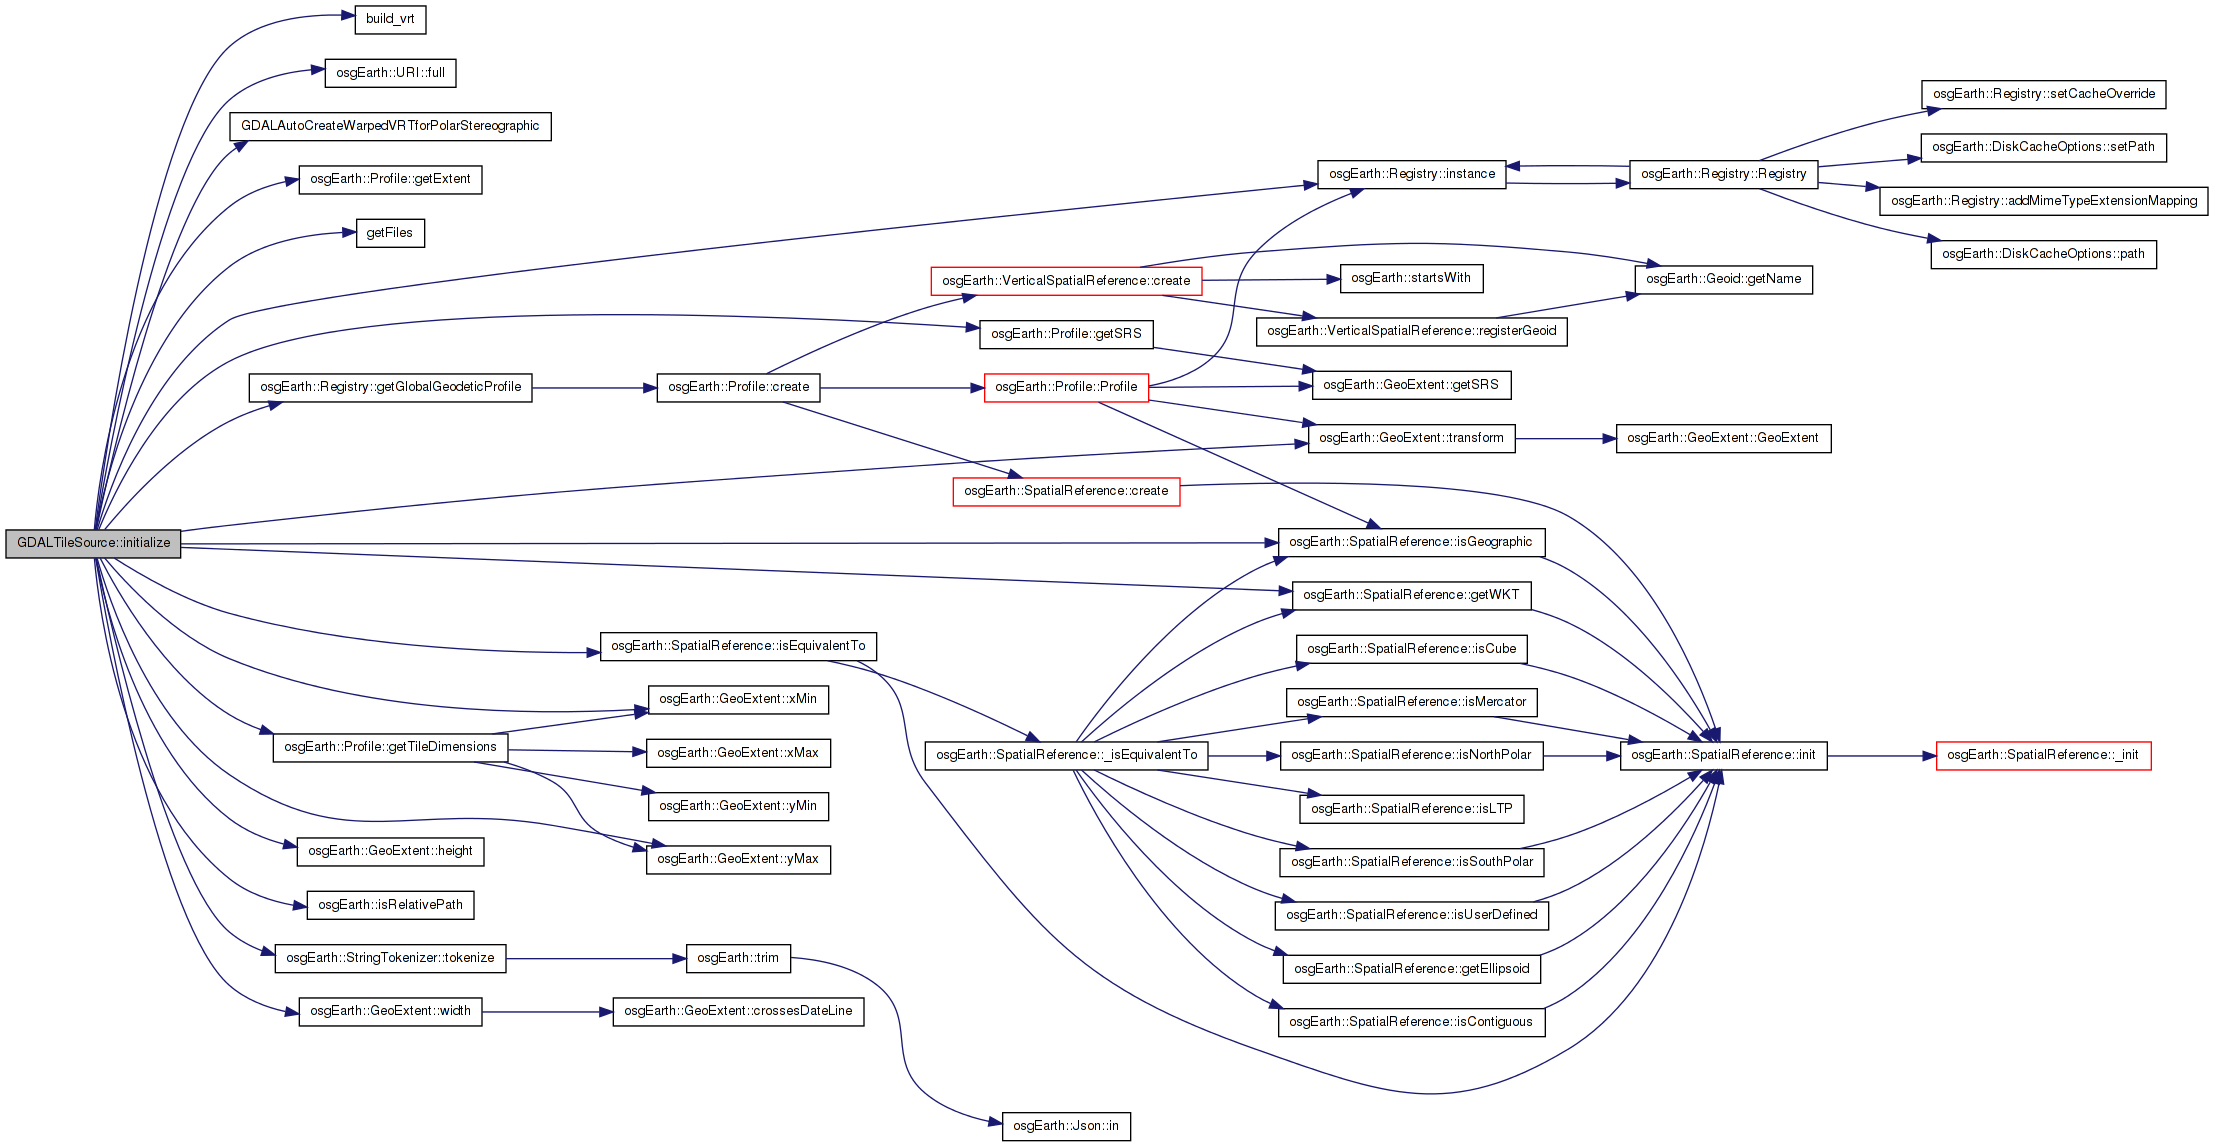 build_vrt
osgEarth::URI::full
osgEarth::Registry::setCacheOverride
GDALAutoCreateWarpedVRTforPolarStereographic
osgEarth::DiskCacheOptions::setPath
osgEarth::Profile::getExtent
osgEarth::Registry::instance
osgEarth::Registry::Registry
osgEarth::Registry::addMimeTypeExtensionMapping
getFiles
osgEarth::DiskCacheOptions::path
osgEarth::VerticalSpatialReference::create
osgEarth::startsWith
osgEarth::Geoid::getName
osgEarth::Profile::getSRS
osgEarth::VerticalSpatialReference::registerGeoid
osgEarth::Registry::getGlobalGeodeticProfile
osgEarth::Profile::create
osgEarth::Profile::Profile
osgEarth::GeoExtent::getSRS
osgEarth::GeoExtent::transform
osgEarth::GeoExtent::GeoExtent
osgEarth::SpatialReference::create
GDALTileSource::initialize
osgEarth::SpatialReference::isGeographic
osgEarth::SpatialReference::getWKT
osgEarth::SpatialReference::isEquivalentTo
osgEarth::SpatialReference::isCube
osgEarth::GeoExtent::xMin
osgEarth::SpatialReference::isMercator
osgEarth::Profile::getTileDimensions
osgEarth::GeoExtent::xMax
osgEarth::SpatialReference::_isEquivalentTo
osgEarth::SpatialReference::isNorthPolar
osgEarth::SpatialReference::init
osgEarth::SpatialReference::_init
osgEarth::GeoExtent::yMin
osgEarth::SpatialReference::isLTP
osgEarth::GeoExtent::height
osgEarth::GeoExtent::yMax
osgEarth::SpatialReference::isSouthPolar
osgEarth::isRelativePath
osgEarth::SpatialReference::isUserDefined
osgEarth::StringTokenizer::tokenize
osgEarth::trim
osgEarth::SpatialReference::getEllipsoid
osgEarth::GeoExtent::width
osgEarth::GeoExtent::crossesDateLine
osgEarth::SpatialReference::isContiguous
osgEarth::Json::in